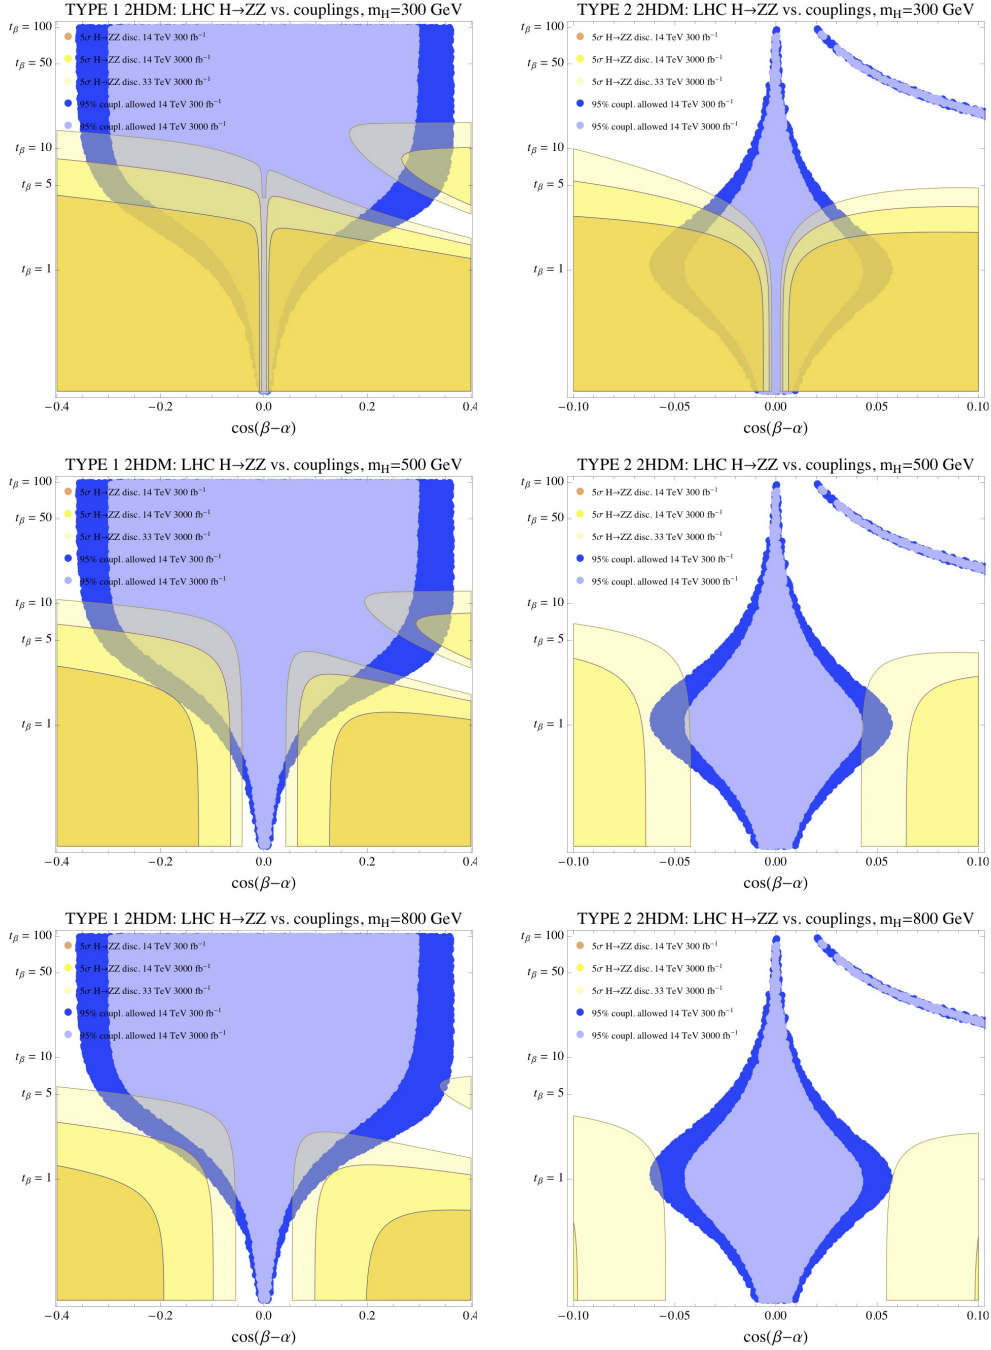 TYPE 1 2HDM: LHC H→ZZ vs. couplings, m_H=300 GeV
t_β = 100
5σ H→ZZ disc. 14 TeV 300 fb⁻¹
5σ H→ZZ disc. 14 TeV 3000 fb⁻¹
t_β = 50
5σ H→ZZ disc. 33 TeV 3000 fb⁻¹
95% coupl. allowed 14 TeV 300 fb⁻¹
95% coupl. allowed 14 TeV 3000 fb⁻¹
t_β = 10
t_β = 5
t_β = 1
−0.4 −0.2 0.0 0.2 0.4
cos(β−α)
TYPE 2 2HDM: LHC H→ZZ vs. couplings, m_H=300 GeV
t_β = 100
5σ H→ZZ disc. 14 TeV 300 fb⁻¹
5σ H→ZZ disc. 14 TeV 3000 fb⁻¹
t_β = 50
5σ H→ZZ disc. 33 TeV 3000 fb⁻¹
95% coupl. allowed 14 TeV 300 fb⁻¹
95% coupl. allowed 14 TeV 3000 fb⁻¹
t_β = 10
t_β = 5
t_β = 1
−0.10 −0.05 0.00 0.05 0.10
cos(β−α)
TYPE 1 2HDM: LHC H→ZZ vs. couplings, m_H=500 GeV
t_β = 100
5σ H→ZZ disc. 14 TeV 300 fb⁻¹
5σ H→ZZ disc. 14 TeV 3000 fb⁻¹
t_β = 50
5σ H→ZZ disc. 33 TeV 3000 fb⁻¹
95% coupl. allowed 14 TeV 300 fb⁻¹
95% coupl. allowed 14 TeV 3000 fb⁻¹
t_β = 10
t_β = 5
t_β = 1
−0.4 −0.2 0.0 0.2 0.4
cos(β−α)
TYPE 2 2HDM: LHC H→ZZ vs. couplings, m_H=500 GeV
t_β = 100
5σ H→ZZ disc. 14 TeV 300 fb⁻¹
5σ H→ZZ disc. 14 TeV 3000 fb⁻¹
t_β = 50
5σ H→ZZ disc. 33 TeV 3000 fb⁻¹
95% coupl. allowed 14 TeV 300 fb⁻¹
95% coupl. allowed 14 TeV 3000 fb⁻¹
t_β = 10
t_β = 5
t_β = 1
−0.10 −0.05 0.00 0.05 0.10
cos(β−α)
TYPE 1 2HDM: LHC H→ZZ vs. couplings, m_H=800 GeV
t_β = 100
5σ H→ZZ disc. 14 TeV 300 fb⁻¹
5σ H→ZZ disc. 14 TeV 3000 fb⁻¹
t_β = 50
5σ H→ZZ disc. 33 TeV 3000 fb⁻¹
95% coupl. allowed 14 TeV 300 fb⁻¹
95% coupl. allowed 14 TeV 3000 fb⁻¹
t_β = 10
t_β = 5
t_β = 1
−0.4 −0.2 0.0 0.2 0.4
cos(β−α)
TYPE 2 2HDM: LHC H→ZZ vs. couplings, m_H=800 GeV
t_β = 100
5σ H→ZZ disc. 14 TeV 300 fb⁻¹
5σ H→ZZ disc. 14 TeV 3000 fb⁻¹
t_β = 50
5σ H→ZZ disc. 33 TeV 3000 fb⁻¹
95% coupl. allowed 14 TeV 300 fb⁻¹
95% coupl. allowed 14 TeV 3000 fb⁻¹
t_β = 10
t_β = 5
t_β = 1
−0.10 −0.05 0.00 0.05 0.10
cos(β−α)